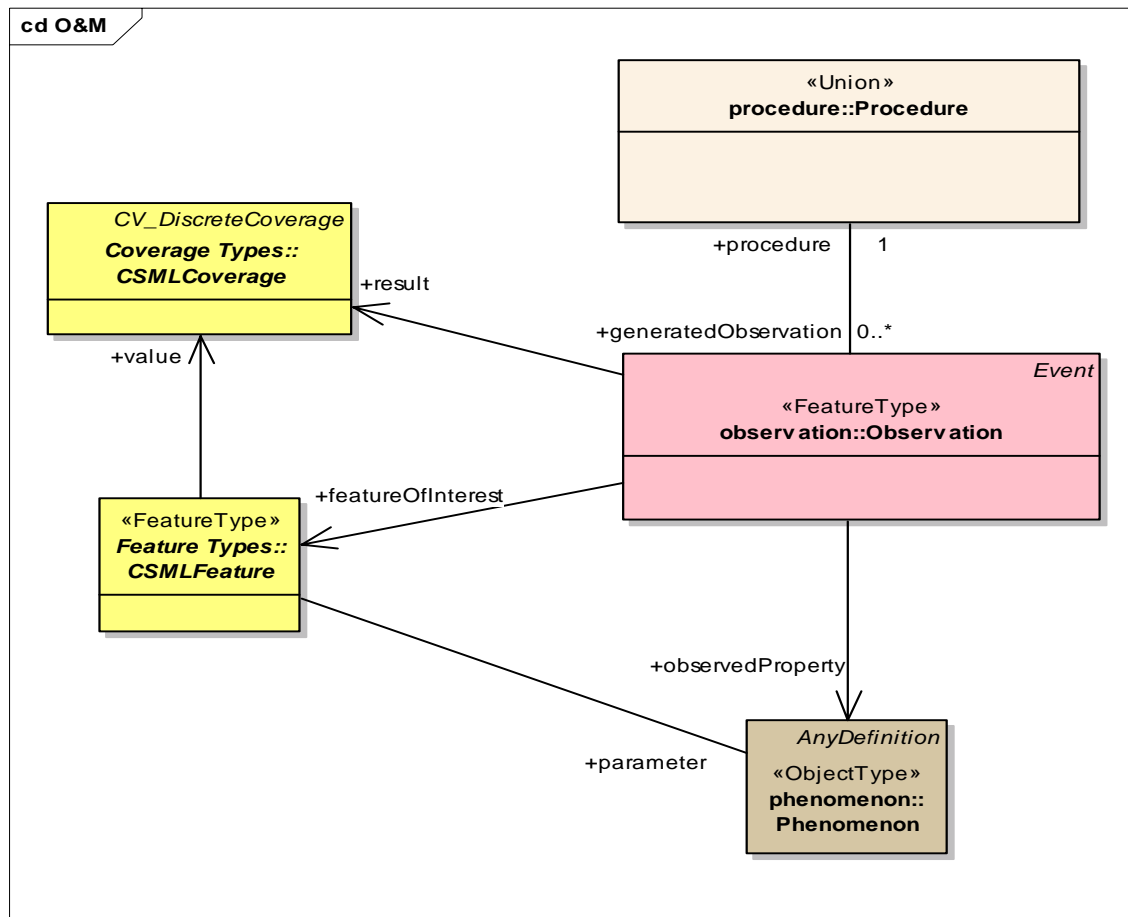 cd O&M
«Union»
procedure::Procedure
CV_DiscreteCoverage
Coverage Types::
CSMLCoverage
+procedure 1
+result
+generatedObservation 0..*
+value
Event
«FeatureType»
observation::Observation
+featureOfInterest
«FeatureType»
Feature Types::
CSMLFeature
+observedProperty
AnyDefinition
+parameter
«ObjectType»
phenomenon::
Phenomenon